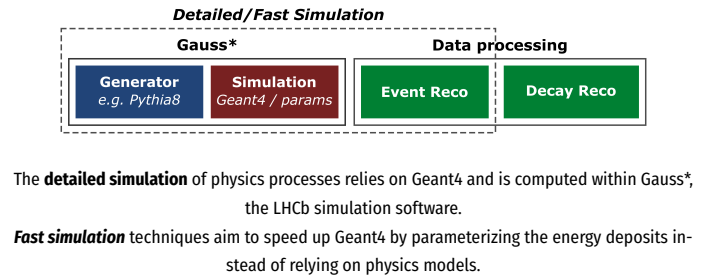 Detailed/Fast Simulation
Gauss*
Data processing
Generator
e.g. Pythia8
Simulation
Geant4 / params
Event Reco
Decay Reco
The detailed simulation of physics processes relies on Geant4 and is computed within Gauss*,
the LHCb simulation software.
Fast simulation techniques aim to speed up Geant4 by parameterizing the energy deposits in-
stead of relying on physics models.